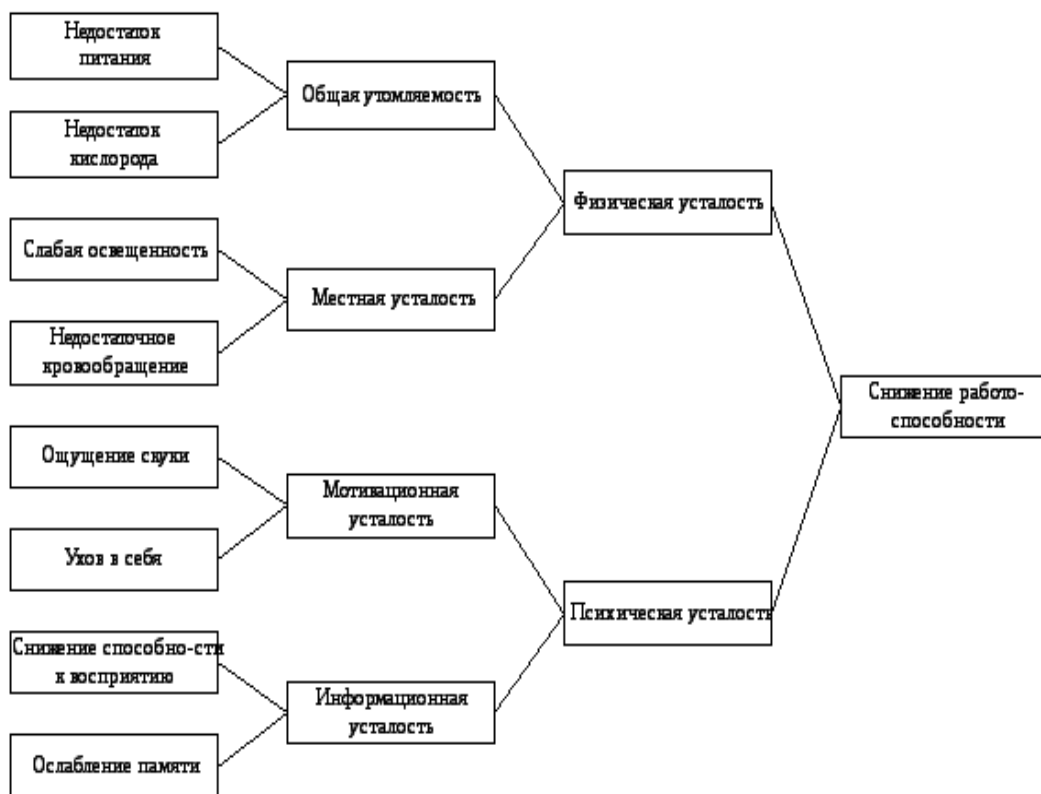 Недостаток
питания
Общая утомляемость
Недостаток
кислорода
Физическая усталость
Слабая освещенность
Местная усталость
Недостаточное
кровообращение
Снижение работо-
способности
Ощущение скуки
Мотивационная
усталость
Ухов в себя
Психическая усталость
Снижение способно-сти
к восприятию
Информационная
усталость
Ослабление памяти